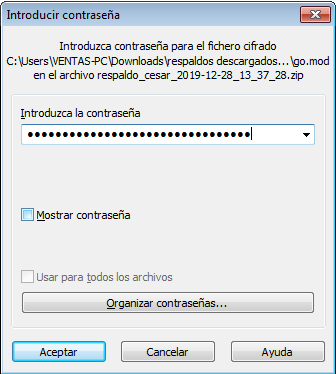 Introducir contraseña
Introduzca contraseña para el fichero cifrado
C:\Users\VENTAS-PC\Downloads\respaldos descargados...\go.mod
en el archivo respaldo_cesar_2019-12-28_13_37_28.zip
Introduzca la contraseña
●●●●●●●●●●●●●●●●●●●●●●●●●●●●●●●●
Mostrar contraseña
Usar para todos los archivos
Organizar contraseñas...
Aceptar Cancelar Ayuda